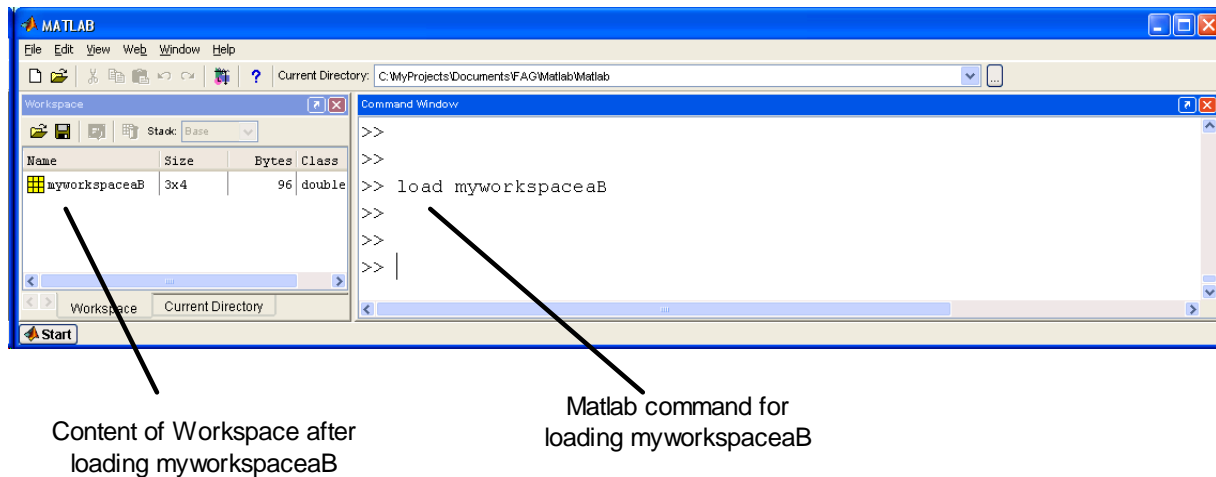 MATLAB
File Edit View Web Window Help
? Current Directory: C:\MyProjects\Documents\FAG\Matlab\Matlab ...
Workspace
Stack: Base
Name Size Bytes Class
myworkspaceaB 3x4 96 double
Workspace Current Directory
Command Window
>>
>>
>> load myworkspaceaB
>>
>>
>>
Start
Content of Workspace after
loading myworkspaceaB
Matlab command for
loading myworkspaceaB